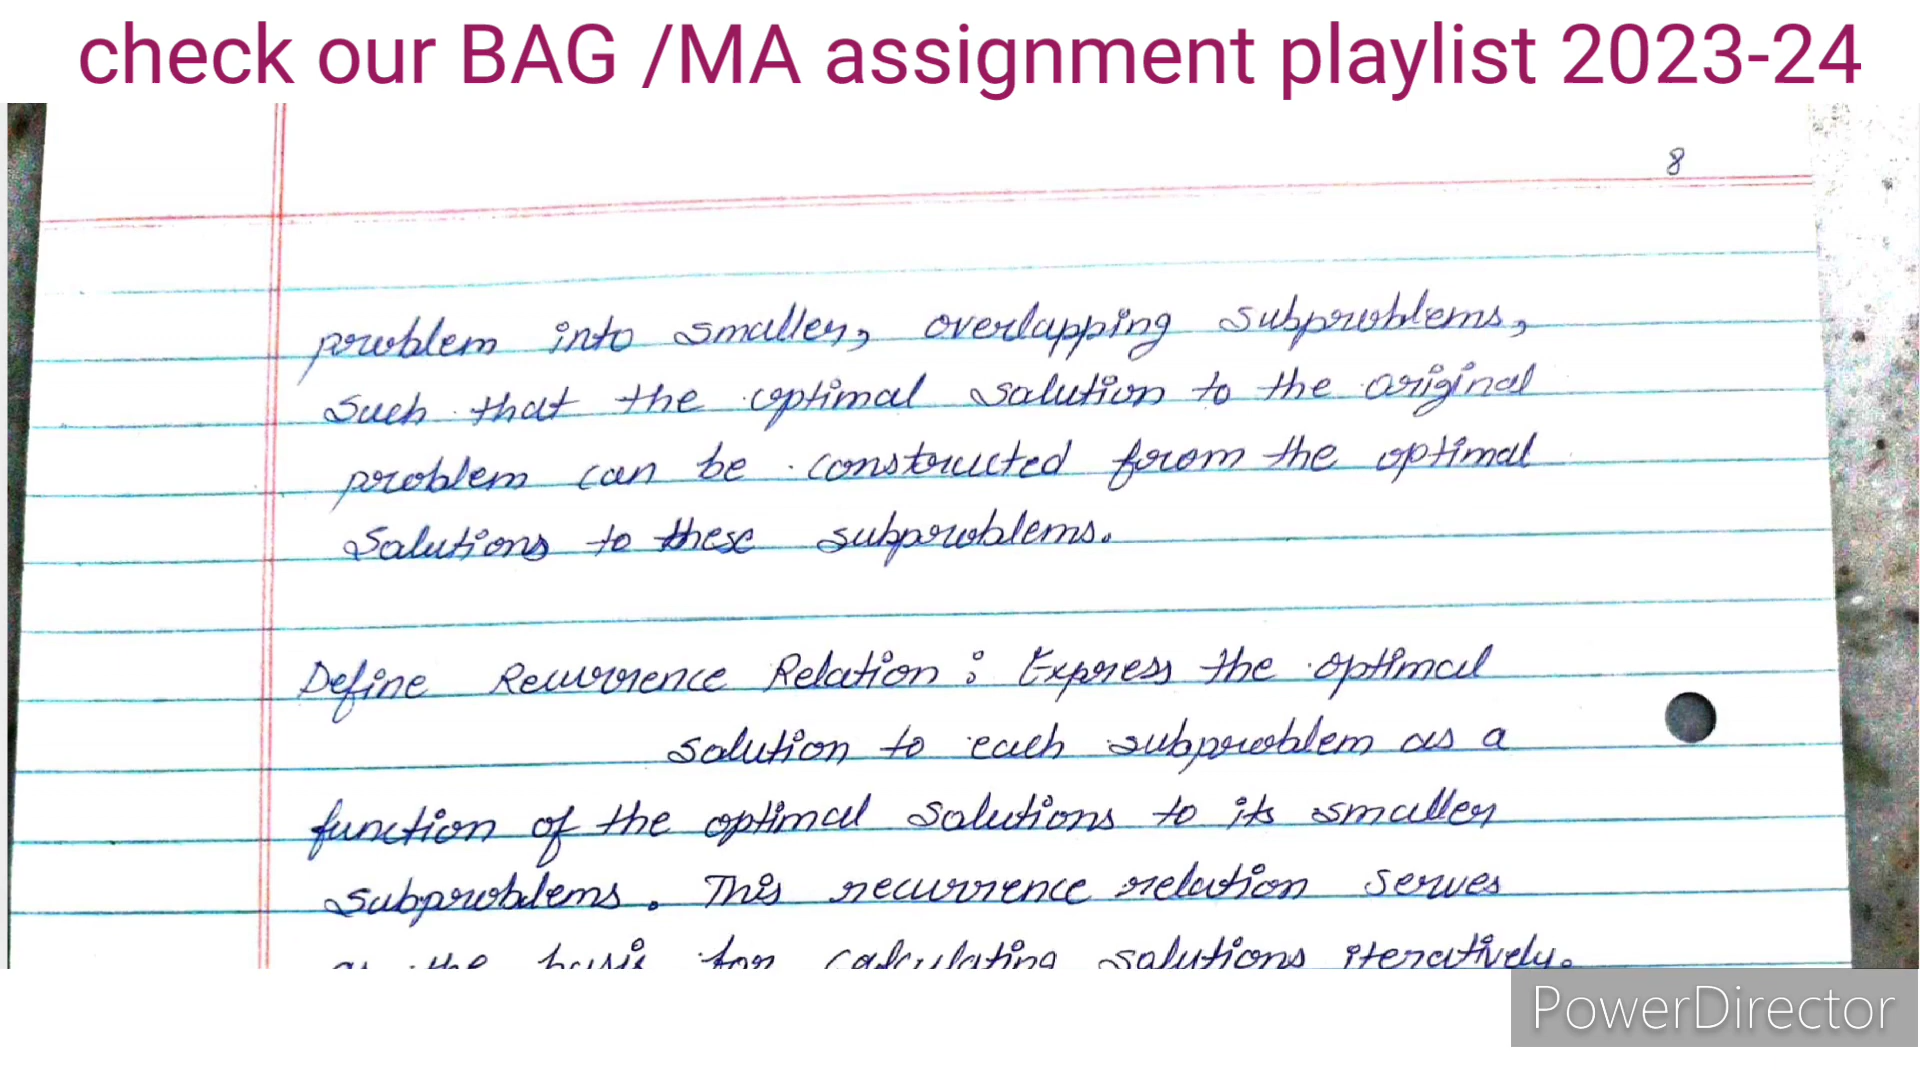 check our BAG /MA assignment playlist 2023-24
8
problem into smaller, overlapping subproblems,
Such that the optimal Solution to the original
problem can be constructed from the optimal
Solutions to these subproblems.
Define Recurrence Relation : Express the optimal
Solution to each subproblem as a
function of the optimal Solutions to its smaller
Subproblems. This recurrence relation serves
as the basis for calculating solutions iteratively.
PowerDirector